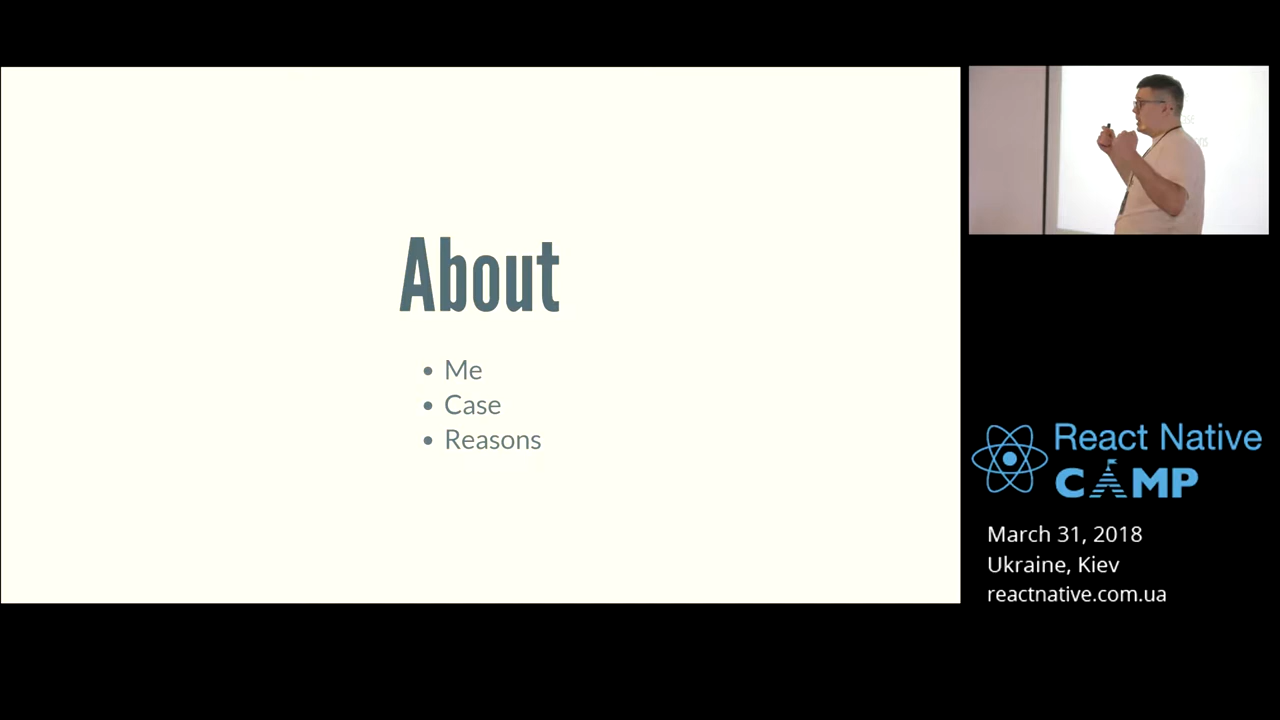 About
• Me
• Case
• Reasons
React Native
CAMP
March 31, 2018
Ukraine, Kiev
reactnative.com.ua